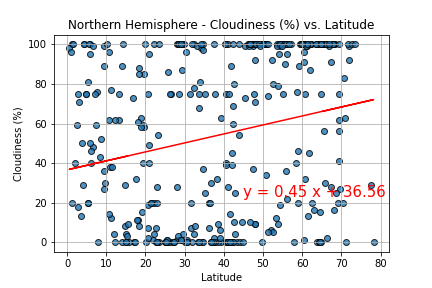 Northern Hemisphere - Cloudiness (%) vs. Latitude
100
80
60
40
20
0
Cloudiness (%)
y = 0.45 x + 36.56
0 10 20 30 40 50 60 70 80
Latitude